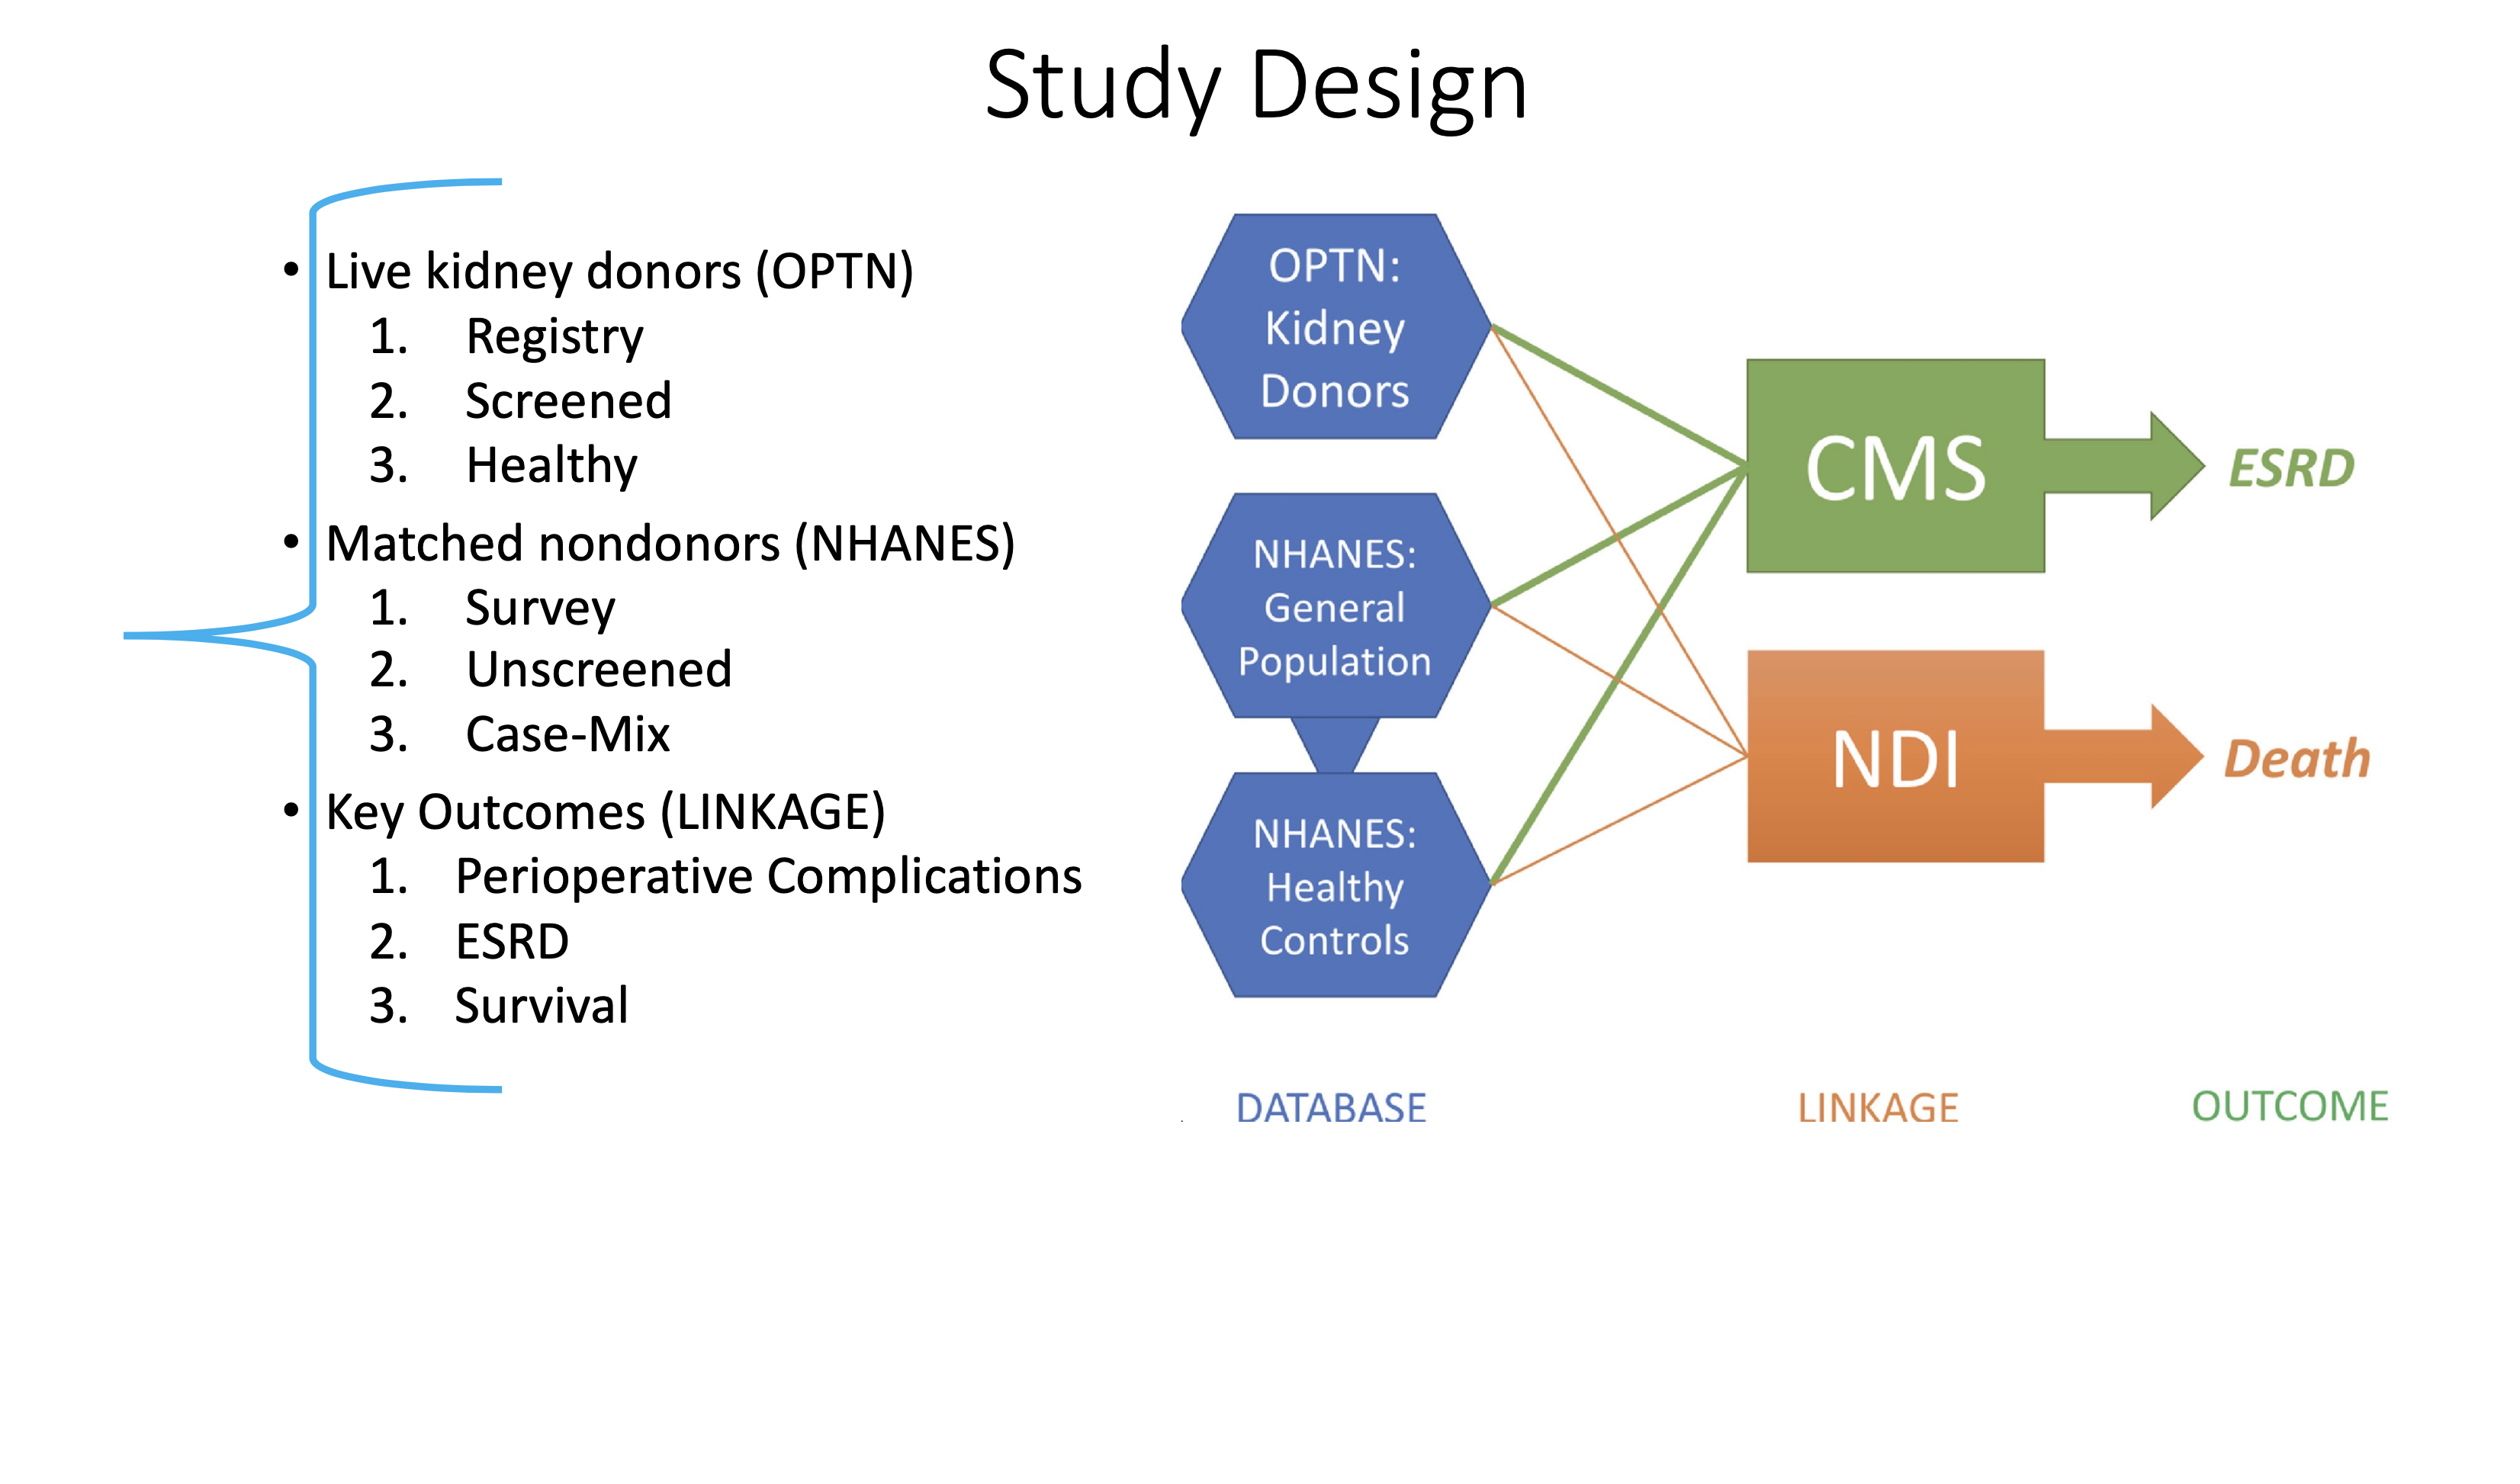 Study Design
• Live kidney donors (OPTN)
1. Registry
2. Screened
3. Healthy
• Matched nondonors (NHANES)
1. Survey
2. Unscreened
3. Case-Mix
• Key Outcomes (LINKAGE)
1. Perioperative Complications
2. ESRD
3. Survival
OPTN:
Kidney
Donors
NHANES:
General
Population
NHANES:
Healthy
Controls
CMS
NDI
ESRD
Death
DATABASE
LINKAGE
OUTCOME